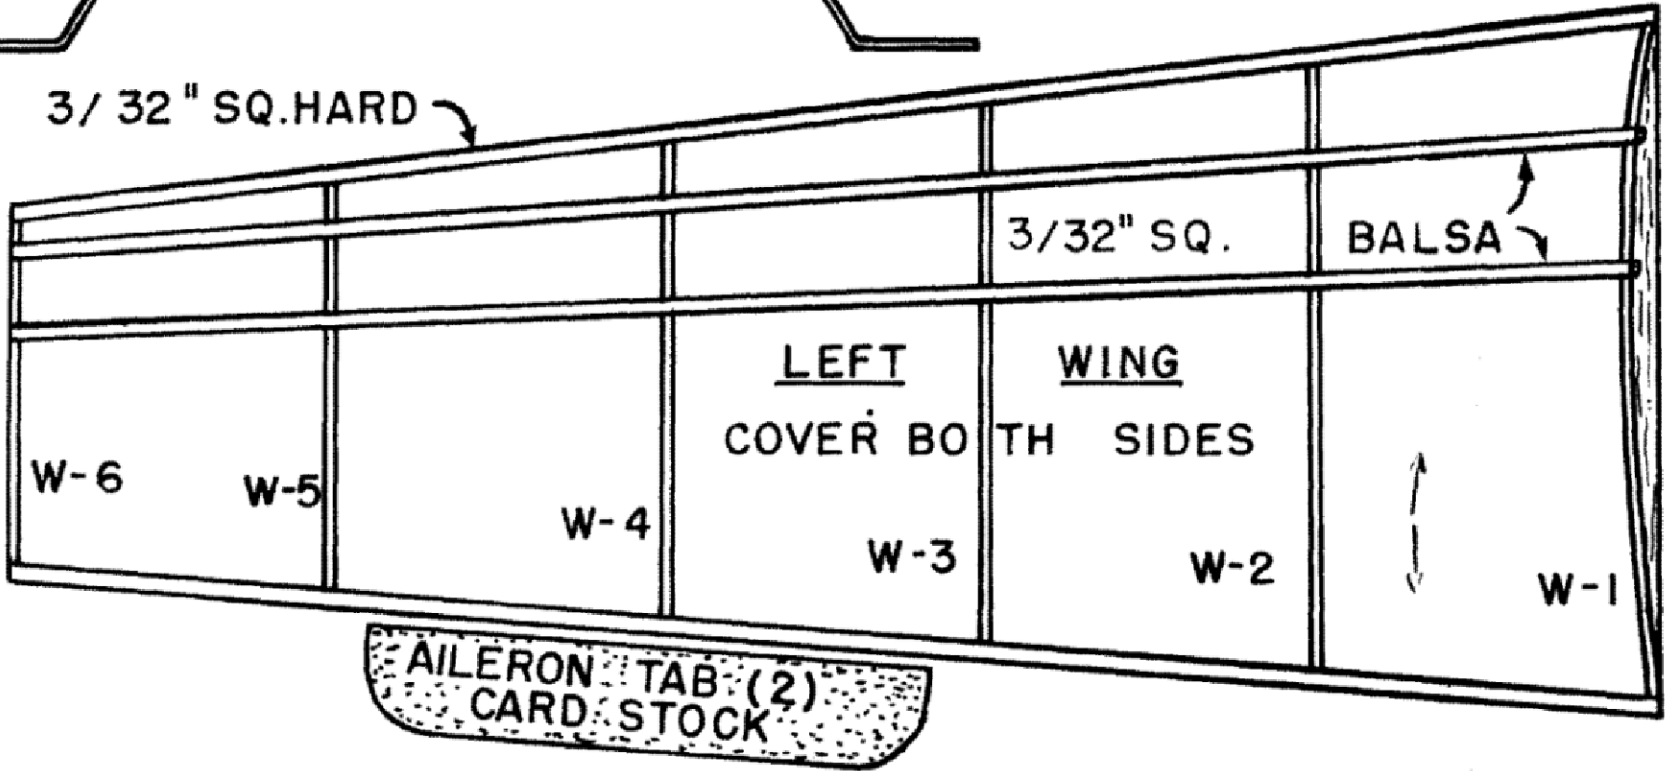 3/32" SQ. HARD
3/32" SQ.
BALSA
LEFT WING
COVER BOTH SIDES
W-6
W-5
W-4
W-3
W-2
W-1
AILERON TAB (2)
CARD STOCK